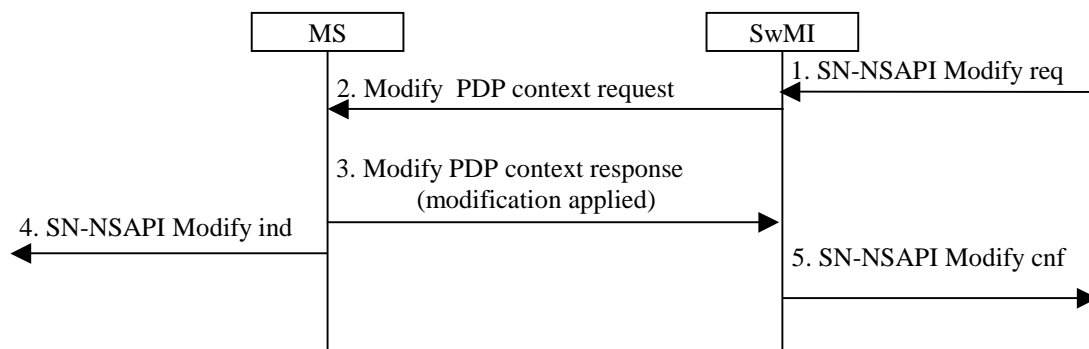 MS
SwMI
1. SN-NSAPI Modify req
2. Modify PDP context request
3. Modify PDP context response
(modification applied)
4. SN-NSAPI Modify ind
5. SN-NSAPI Modify cnf